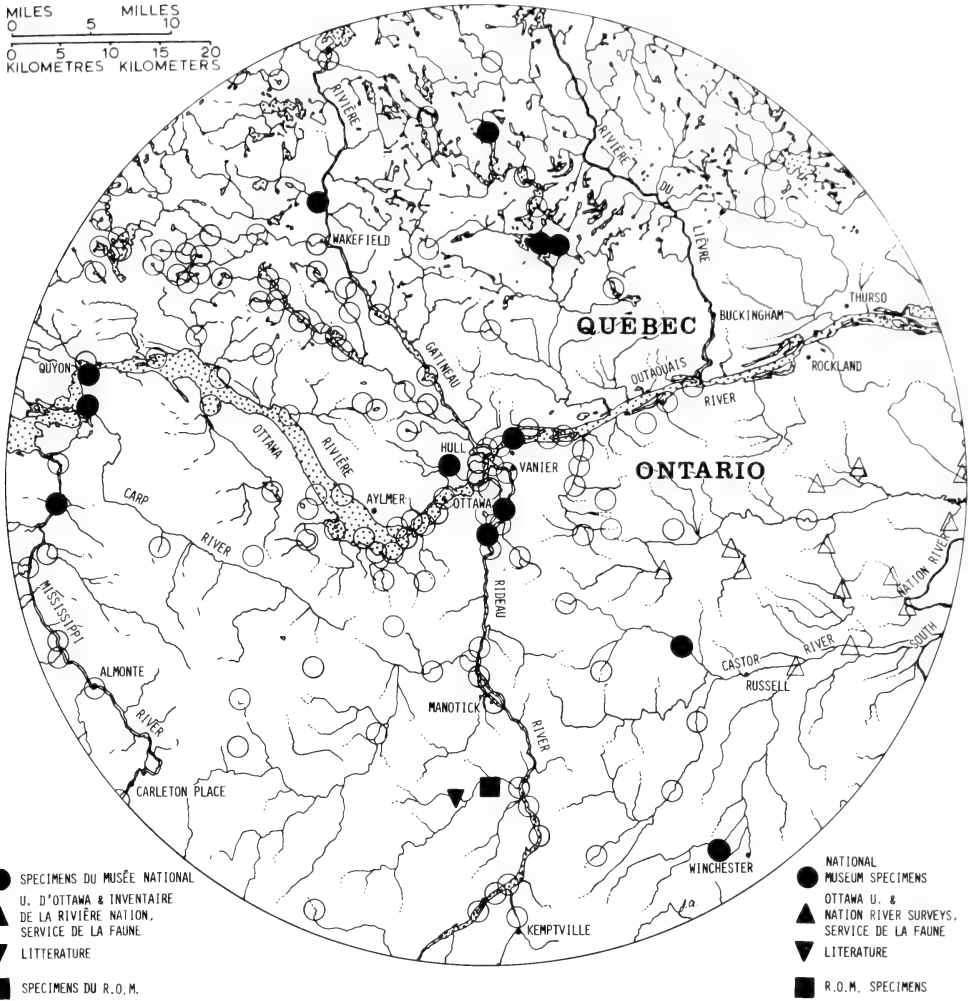 MILES MILLES
0 5 10
0 5 10 15 20
KILOMETRES KILOMETERS
RIVIÈRE
RIVIÈRE
DU
LIÈVRE
WAKEFIELD
THURSO
BUCKINGHAM
QUÉBEC
GATINEAU
QUYON
OUTAOUAIS
ROCKLAND
RIVER
OTTAWA
RIVIÈRE
HULL
VANIER
ONTARIO
CARP
AYLMER
OTTAWA
RIVER
NATION RIVER
MISSISSIPPI
RIDEAU
SOUTH
CASTOR
RIVER
RUSSELL
ALMONTE
MANOTICK
RIVER
RIVER
CARLETON PLACE
WINCHESTER
j.a.
KEMPTVILLE
SPECIMENS DU MUSÉE NATIONAL
U. D'OTTAWA & INVENTAIRE
DE LA RIVIÈRE NATION,
SERVICE DE LA FAUNE
LITTERATURE
SPECIMENS DU R.O.M.
NATIONAL
MUSEUM SPECIMENS
OTTAWA U. &
NATION RIVER SURVEYS,
SERVICE DE LA FAUNE
LITERATURE
R.O.M. SPECIMENS